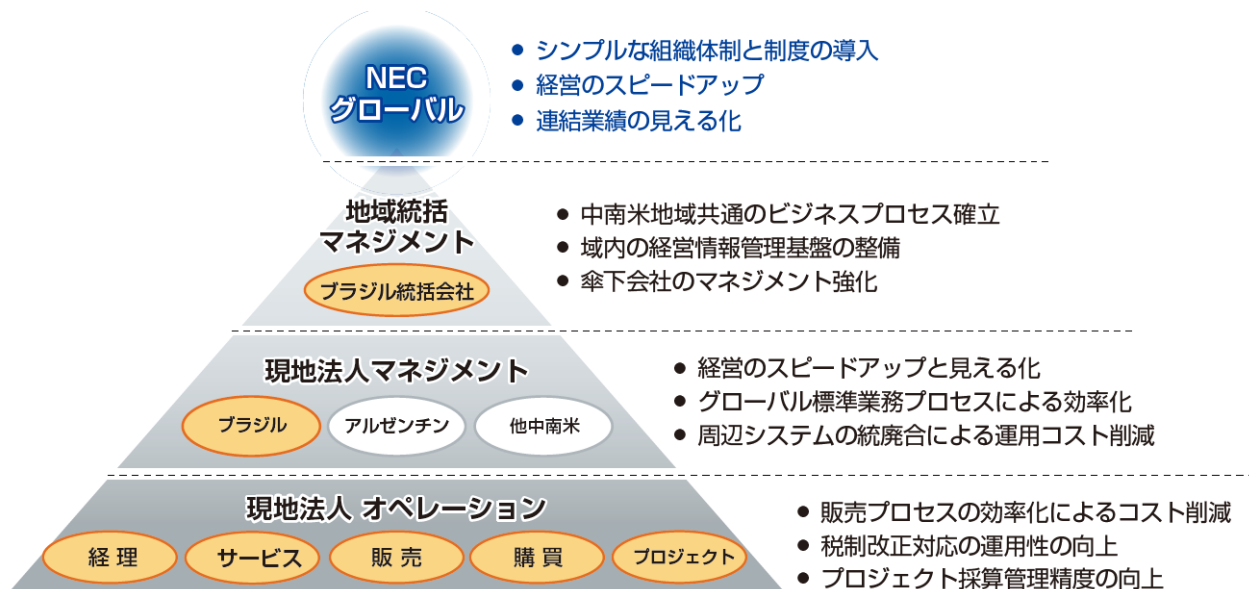 NEC
グローバル
● シンプルな組織体制と制度の導入
● 経営のスピードアップ
● 連結業績の見える化
地域統括
マネジメント
ブラジル統括会社
● 中南米地域共通のビジネスプロセス確立
● 域内の経営情報管理基盤の整備
● 傘下会社のマネジメント強化
現地法人マネジメント
ブラジル
アルゼンチン
他中南米
● 経営のスピードアップと見える化
● グローバル標準業務プロセスによる効率化
● 周辺システムの統廃合による運用コスト削減
現地法人 オペレーション
経 理
サービス
販 売
購 買
プロジェクト
● 販売プロセスの効率化によるコスト削減
● 税制改正対応の運用性の向上
● プロジェクト採算管理精度の向上